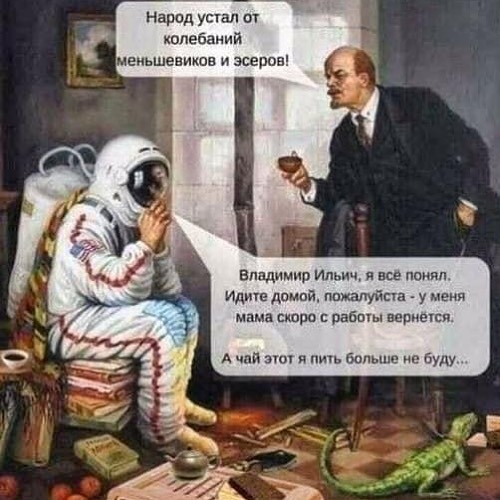 Народ устал от
колебаний
меньшевиков и эсеров!
Владимир Ильич, я всё понял.
Идите домой, пожалуйста - у меня
мама скоро с работы вернётся.
А чай этот я пить больше не буду...